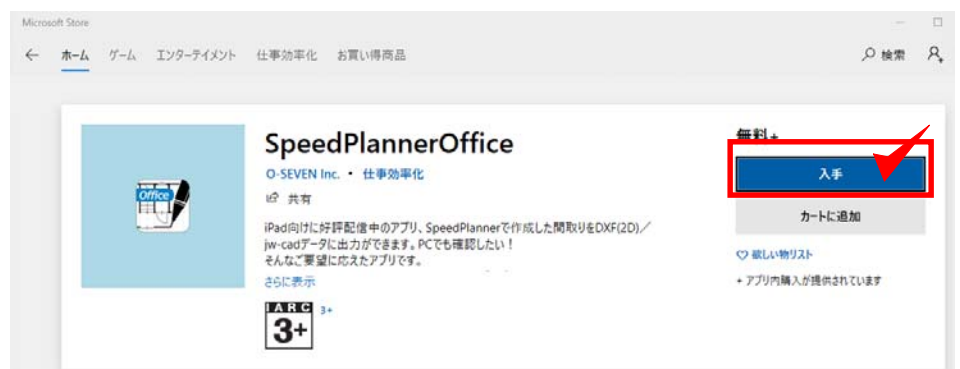 Microsoft Store
ホーム ゲーム エンターテイメント 仕事効率化 お買い得商品 検索
SpeedPlannerOffice
O-SEVEN Inc. • 仕事効率化
共有
iPad向けに好評配信中のアプリ、SpeedPlannerで作成した間取りをDXF(2D)／
jw-cadデータに出力ができます。PCでも確認したい！
そんなご要望に応えたアプリです。
さらに表示
Office
IARC
3+
3+
無料+
入手
カートに追加
欲しい物リスト
+ アプリ内購入が提供されています